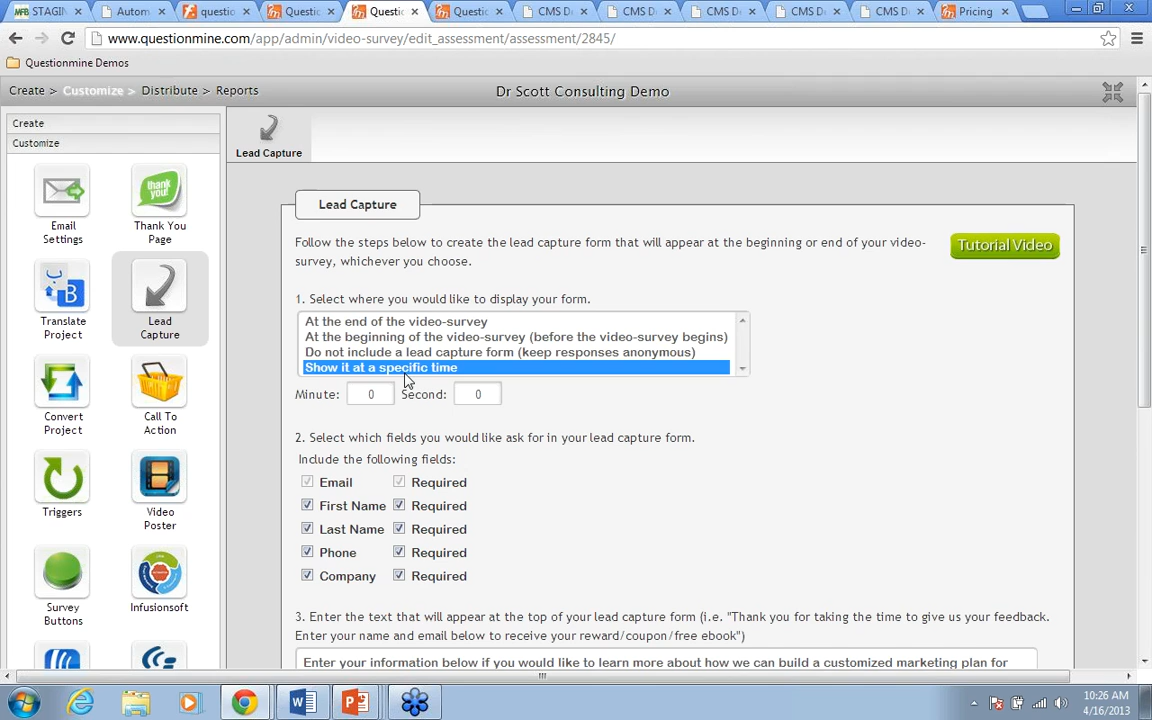 STAGIN
Autom
questio
Questio
Questio
Questio
CMS D
CMS D
CMS D
CMS D
CMS D
Pricing
www.questionmine.com/app/admin/video-survey/edit_assessment/assessment/2845/
Questionmine Demos
Create > Customize > Distribute > Reports
Dr Scott Consulting Demo
Create
Customize
Email Settings
Thank You Page
Translate Project
Lead Capture
Convert Project
Call To Action
Triggers
Video Poster
Survey Buttons
Infusionsoft
thank you!
Lead Capture
Lead Capture
Follow the steps below to create the lead capture form that will appear at the beginning or end of your video-
survey, whichever you choose.
Tutorial Video
1. Select where you would like to display your form.
At the end of the video-survey
At the beginning of the video-survey (before the video-survey begins)
Do not include a lead capture form (keep responses anonymous)
Show it at a specific time
Minute: 0 Second: 0
2. Select which fields you would like ask for in your lead capture form.
Include the following fields:
Email Required
First Name Required
Last Name Required
Phone Required
Company Required
3. Enter the text that will appear at the top of your lead capture form (i.e. "Thank you for taking the time to give us your feedback.
Enter your name and email below to receive your reward/coupon/free ebook")
Enter your information below if you would like to learn more about how we can build a customized marketing plan for
10:26 AM
4/16/2013